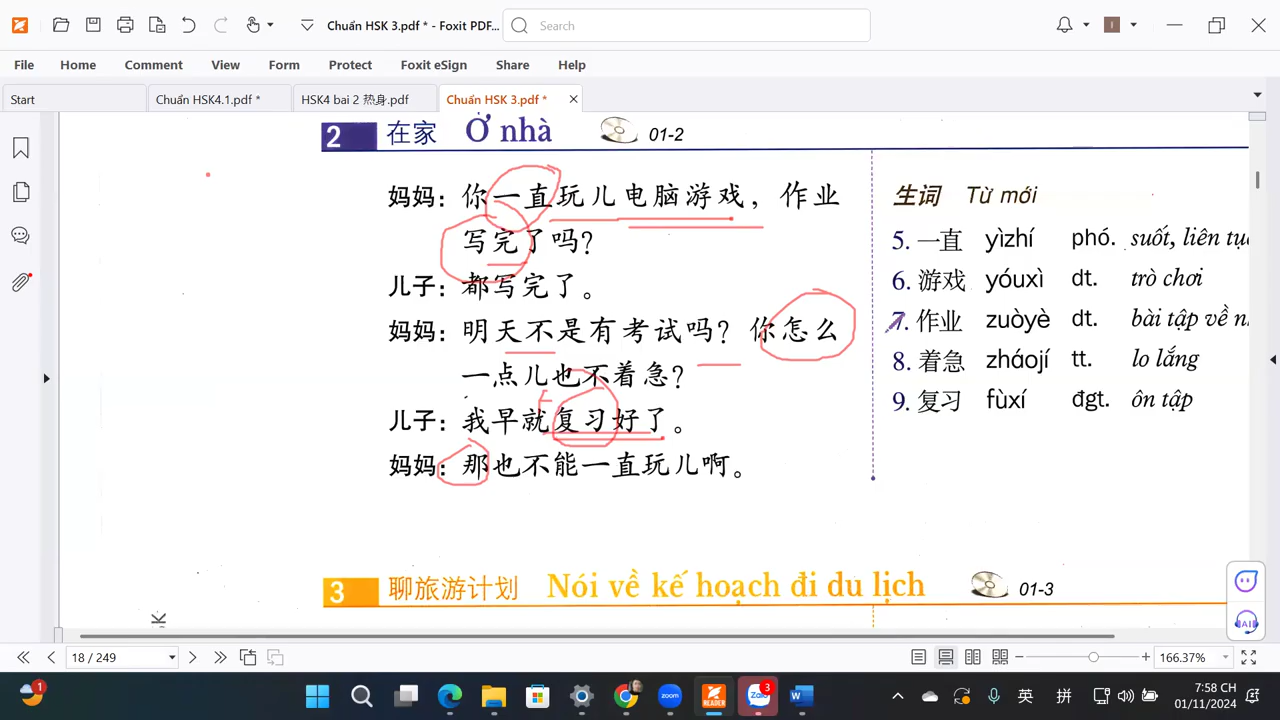 Chuẩn HSK 3.pdf * - Foxit PDF...
Search
I
File Home Comment View Form Protect Foxit eSign Share Help
Start
Chuẩn HSK4.1.pdf *
HSK4 bai 2 热身.pdf
Chuẩn HSK 3.pdf *
2 在家 Ở nhà 01-2
妈妈：你一直玩儿电脑游戏，作业
写完了吗？
儿子：都写完了。
妈妈：明天不是有考试吗？你怎么
一点儿也不着急？
儿子：我早就复习好了。
妈妈：那也不能一直玩儿啊。
生词 Từ mới
5. 一直 yìzhí phó. suốt, liên tục
6. 游戏 yóuxì dt. trò chơi
7. 作业 zuòyè dt. bài tập về n
8. 着急 zháojí tt. lo lắng
9. 复习 fùxí đgt. ôn tập
3 聊旅游计划 Nói về kế hoạch đi du lịch 01-3
AI
18 / 249
166.37%
1
zoom
READER
Zalo
3
W
英
拼
7:58 CH
01/11/2024